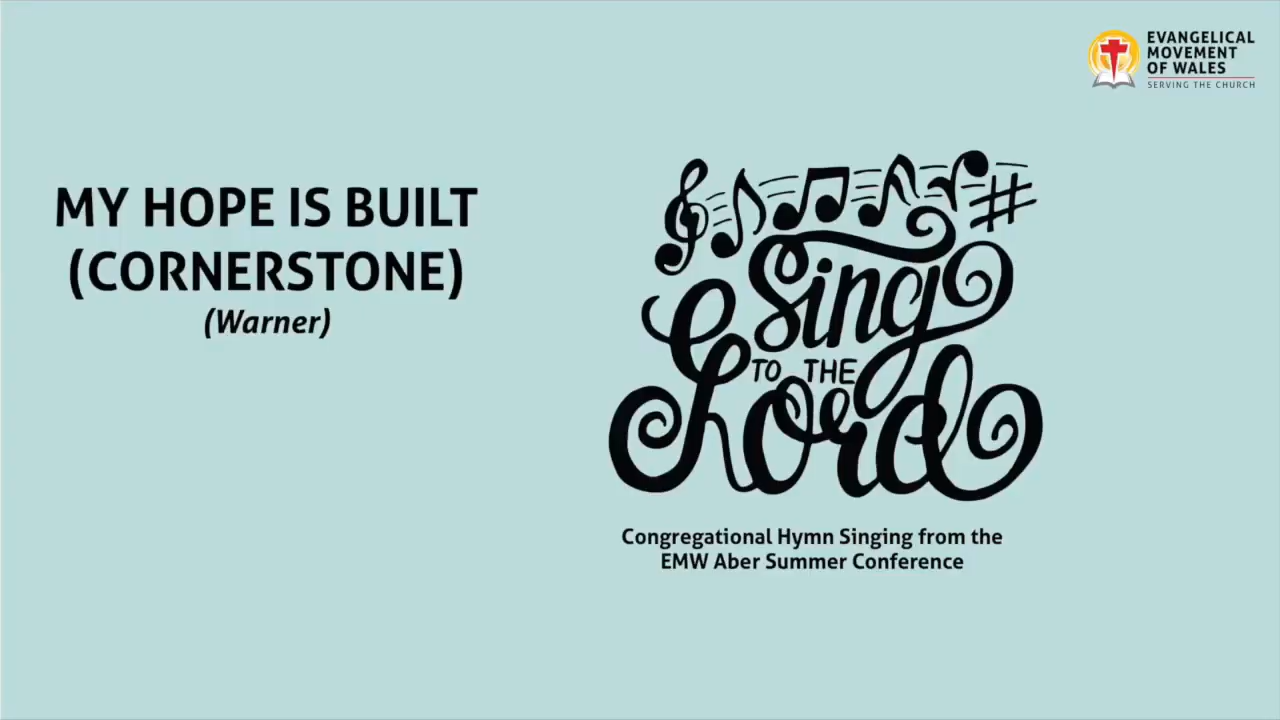 EVANGELICAL
MOVEMENT
OF WALES
SERVING THE CHURCH
MY HOPE IS BUILT
(CORNERSTONE)
(Warner)
Sing
TO THE
Lord
Congregational Hymn Singing from the
EMW Aber Summer Conference